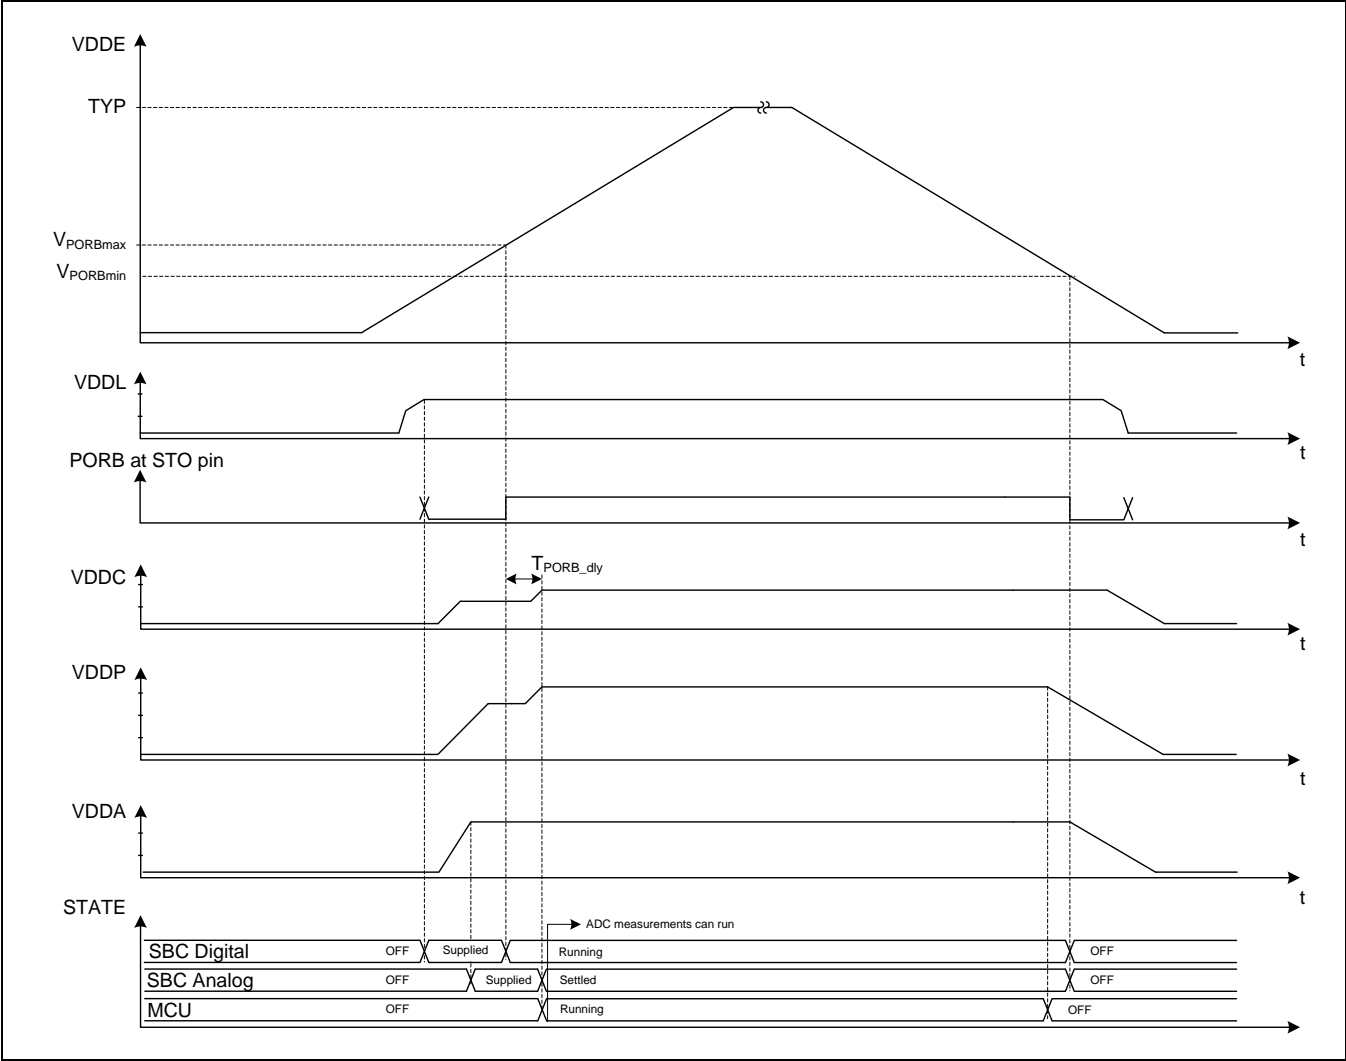 VDDE
TYP
VPORBmax
VPORBmin
t
VDDL
t
PORB at STO pin
t
TPORB_dly
VDDC
t
VDDP
t
VDDA
t
STATE
ADC measurements can run
SBC Digital OFF Supplied Running OFF
SBC Analog OFF Supplied Settled OFF
MCU OFF Running OFF